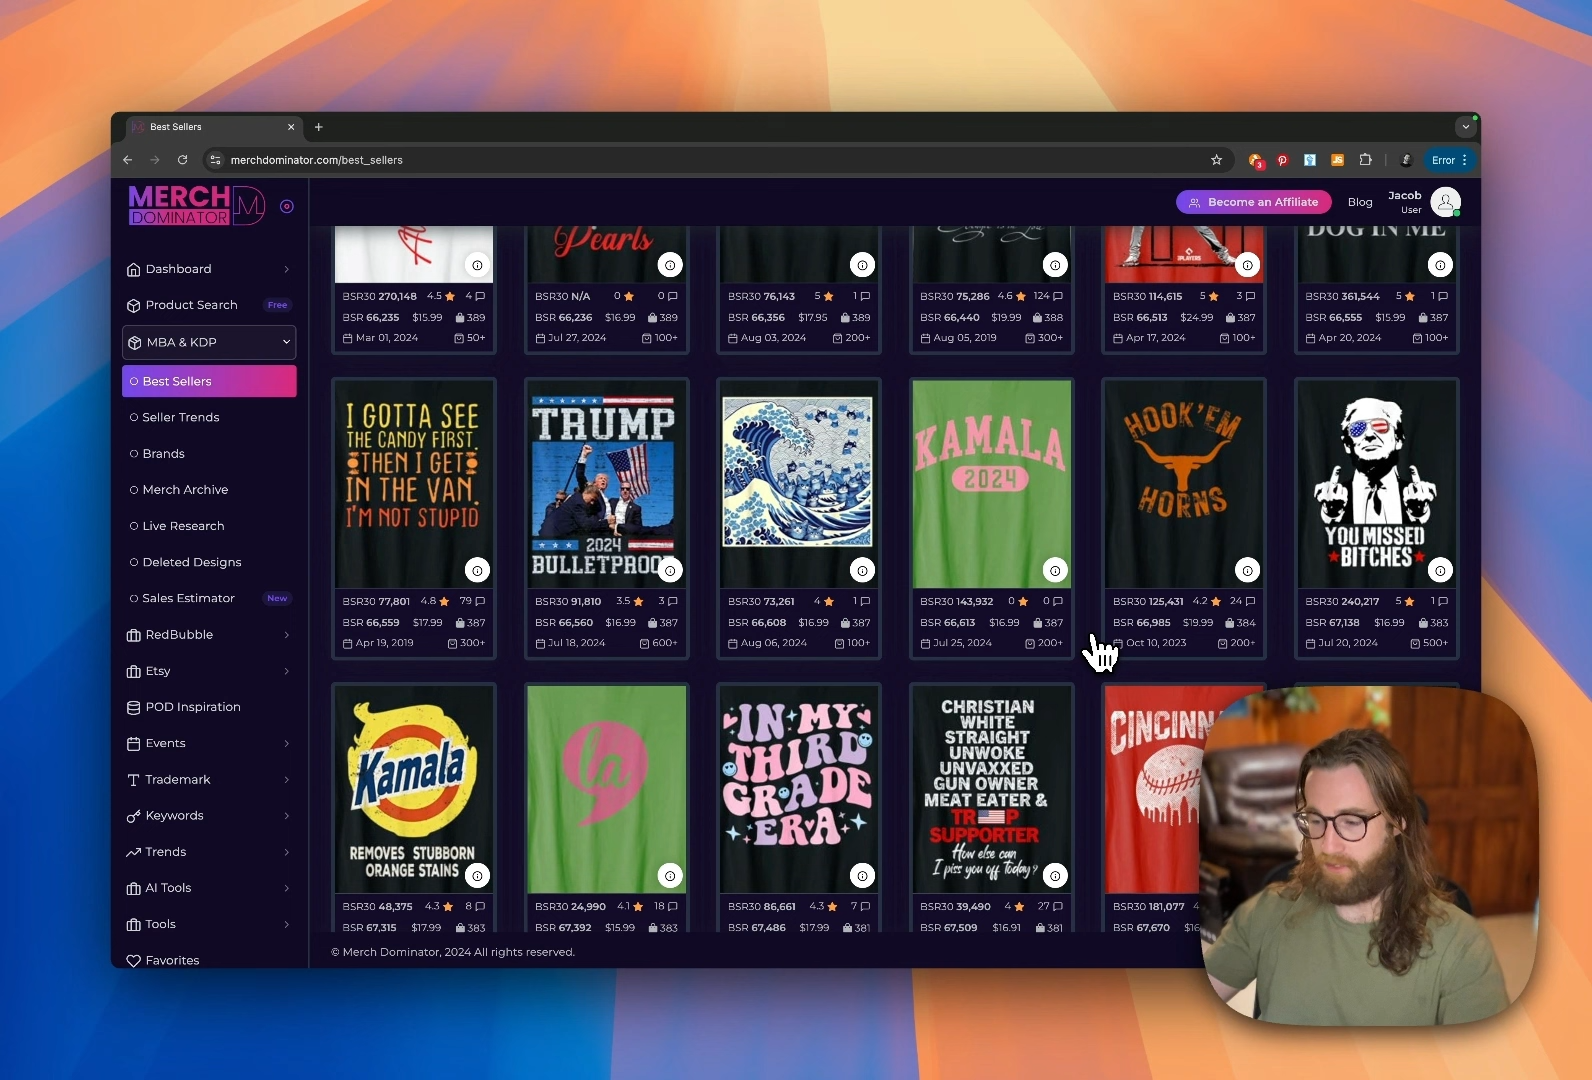 Best Sellers
merchdominator.com/best_sellers
3
JS
Error
MERCH
DOMINATOR
Become an Affiliate
Blog
Jacob
User
Dashboard
Product Search
Free
MBA & KDP
Best Sellers
Seller Trends
Brands
Merch Archive
Live Research
Deleted Designs
Sales Estimator
New
RedBubble
Etsy
POD Inspiration
Events
Trademark
Keywords
Trends
AI Tools
Tools
Favorites
BSR30 270,148 4.5 4
BSR 66,235 $15.99 389
Mar 01, 2024 50+
Pearls
BSR30 N/A 0 0
BSR 66,236 $16.99 389
Jul 27, 2024 100+
BSR30 76,143 5 1
BSR 66,356 $17.95 389
Aug 03, 2024 200+
BSR30 75,286 4.6 124
BSR 66,440 $19.99 388
Aug 05, 2019 300+
PLAYERS
BSR30 114,615 5 3
BSR 66,513 $24.99 387
Apr 17, 2024 100+
DOG IN ME
BSR30 361,544 5 1
BSR 66,555 $15.99 387
Apr 20, 2024 100+
I GOTTA SEE
THE CANDY FIRST.
THEN I GET
IN THE VAN.
I'M NOT STUPID
BSR30 77,801 4.8 79
BSR 66,559 $17.99 387
Apr 19, 2019 300+
TRUMP
2024
BULLETPROOF
BSR30 91,810 3.5 3
BSR 66,560 $16.99 387
Jul 18, 2024 600+
BSR30 73,261 4 1
BSR 66,608 $16.99 387
Aug 06, 2024 100+
KAMALA
2024
BSR30 143,932 0 0
BSR 66,613 $16.99 387
Jul 25, 2024 200+
HOOK'EM
HORNS
BSR30 125,431 4.2 24
BSR 66,985 $19.99 384
Oct 10, 2023 200+
YOU MISSED
BITCHES
BSR30 240,217 5 1
BSR 67,138 $16.99 383
Jul 20, 2024 500+
Kamala
REMOVES STUBBORN
ORANGE STAINS
BSR30 48,375 4.3 8
BSR 67,315 $17.99 383
la
BSR30 24,990 4.1 18
BSR 67,392 $15.99 383
IN MY
THIRD
GRADE
ERA
BSR30 86,661 4.3 7
BSR 67,486 $17.99 381
CHRISTIAN
WHITE
STRAIGHT
UNWOKE
UNVAXXED
GUN OWNER
MEAT EATER &
TRUMP
SUPPORTER
How else can
I piss you off today?
BSR30 39,490 4 27
BSR 67,509 $16.91 381
CINCINN
BSR30 181,077 4
BSR 67,670 $16
© Merch Dominator, 2024 All rights reserved.